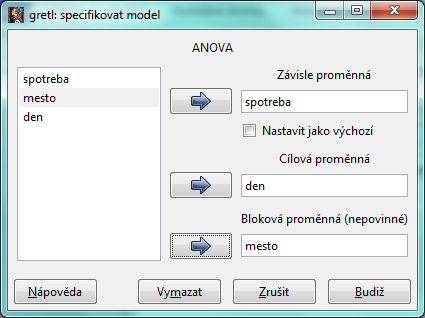 gretl: specifikovat model
ANOVA
spotreba
mesto
den
Závisle proměnná
spotreba
Nastavit jako výchozí
Cílová proměnná
den
Bloková proměnná (nepovinné)
mesto
Nápověda
Vymazat
Zrušit
Budiž